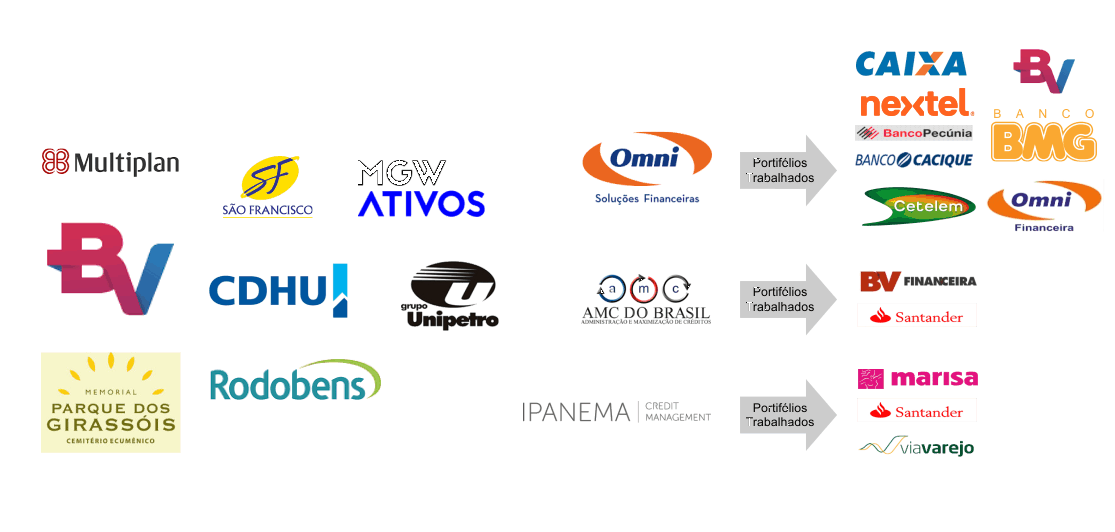 Multiplan
SF
SÃO FRANCISCO
MGW
ATIVOS
BV
CDHU
U
grupo
Unipetro
MEMORIAL
PARQUE DOS
GIRASSÓIS
CEMITÉRIO ECUMÊNICO
Rodobens
Omni
Soluções Financeiras
Portifólios
Trabalhados
CAIXA
nextel
BancoPecúnia
BANCO CACIQUE
Cetelem
BV
BANCO
BMG
Omni
Financeira
a m c
AMC DO BRASIL
ADMINISTRAÇÃO E MAXIMIZAÇÃO DE CRÉDITOS
Portifólios
Trabalhados
BV FINANCEIRA
Santander
IPANEMA
CREDIT
MANAGEMENT
Portifólios
Trabalhados
marisa
Santander
viavarejo